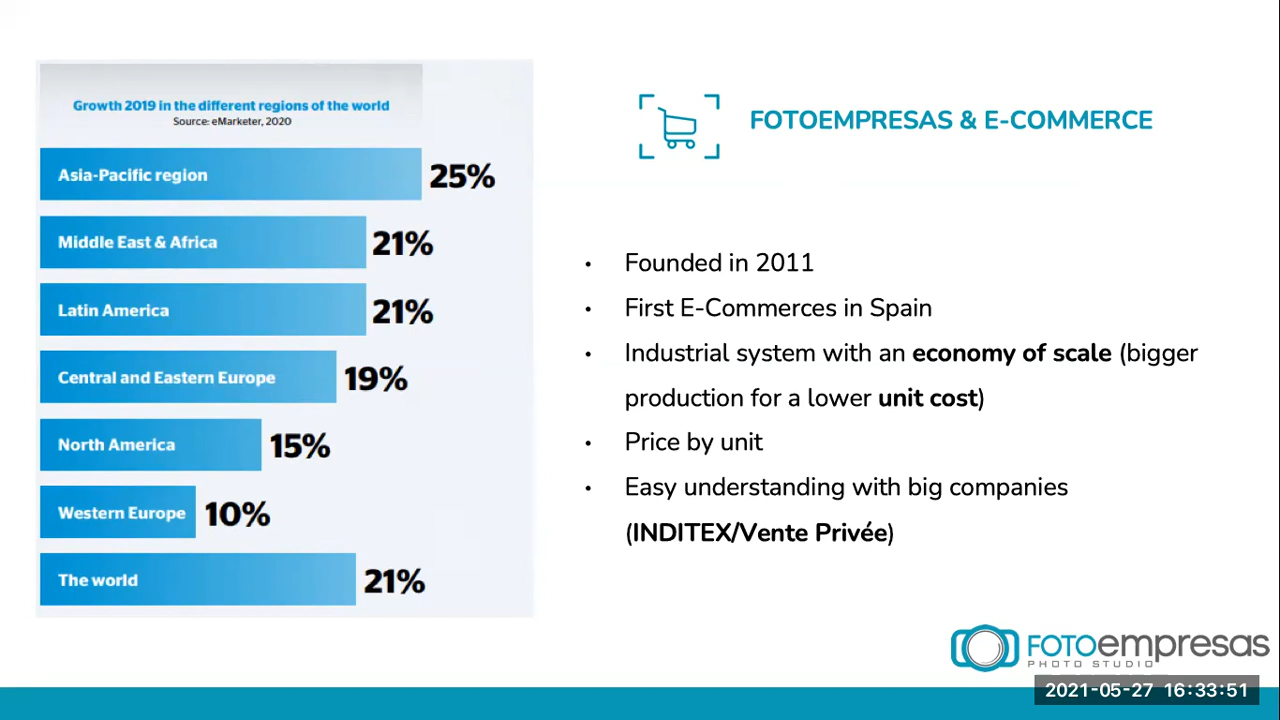 Growth 2019 in the different regions of the world
Source: eMarketer, 2020
Asia-Pacific region 25%
Middle East & Africa 21%
Latin America 21%
Central and Eastern Europe 19%
North America 15%
Western Europe 10%
The world 21%
FOTOEMPRESAS & E-COMMERCE
• Founded in 2011
• First E-Commerces in Spain
• Industrial system with an economy of scale (bigger
production for a lower unit cost)
• Price by unit
• Easy understanding with big companies
(INDITEX/Vente Privée)
FOTOempresas
PHOTO STUDIO
2021-05-27 16:33:51